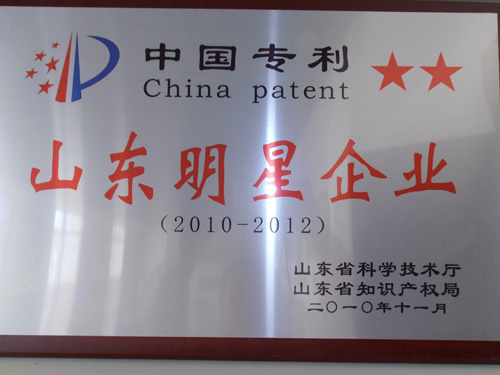 中国专利
China patent
山东明星企业
(2010-2012)
山东省科学技术厅
山东省知识产权局
二〇一〇年十一月